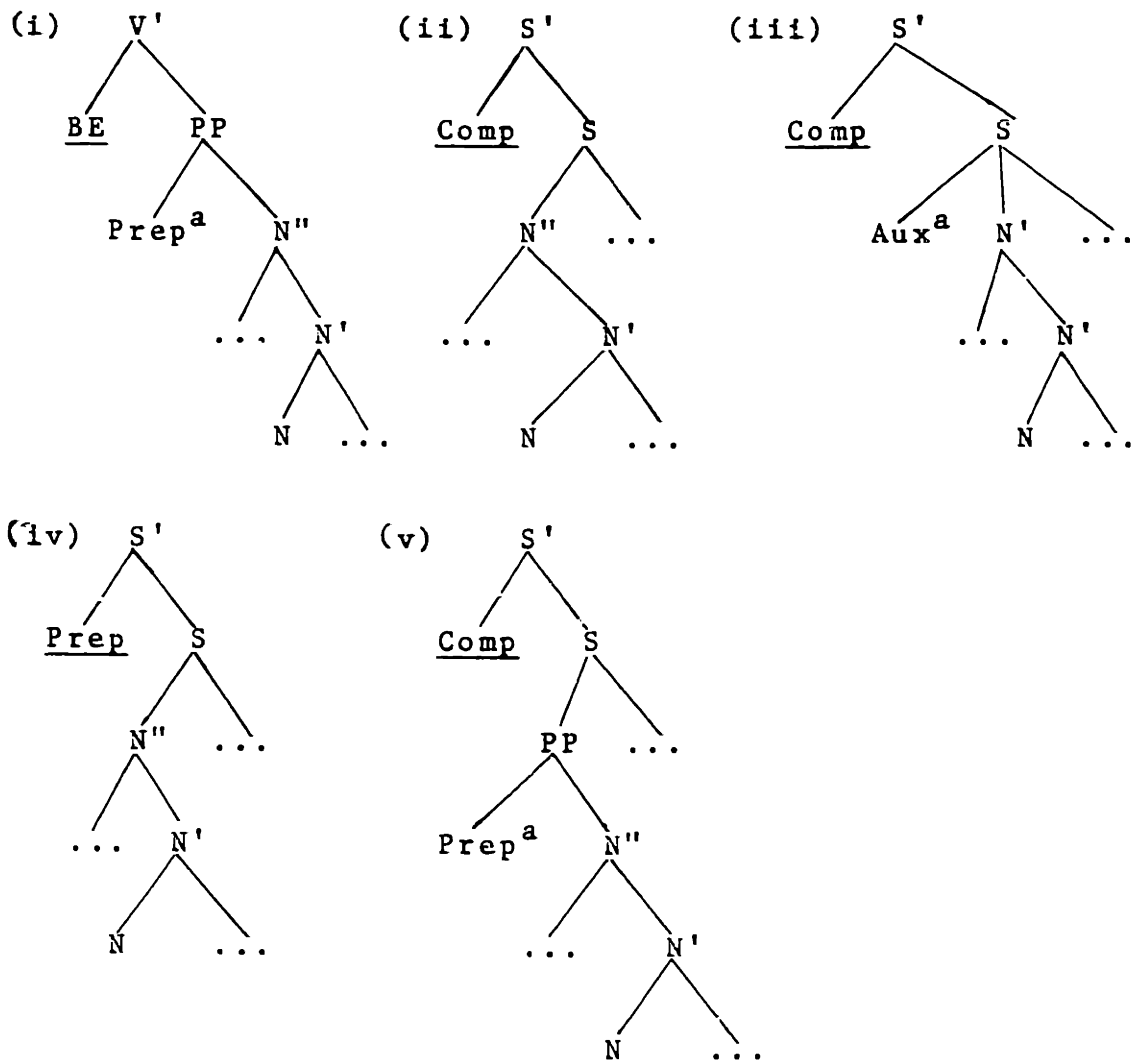 (i) V' (ii) S' (iii) S'
BE PP Comp S Comp S
Prep^a N" N" ... Aux^a N' ...
... N' ... N' ... N'
N ... N ... N ...
(iv) S' (v) S'
Prep S Comp S
N" ... PP ...
... N' Prep^a N"
N ... ... N'
N ...